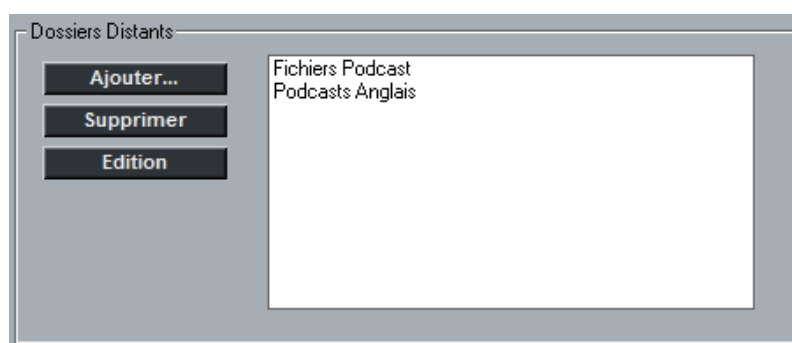 Dossiers Distants
Ajouter...
Supprimer
Edition
Fichiers Podcast
Podcasts Anglais